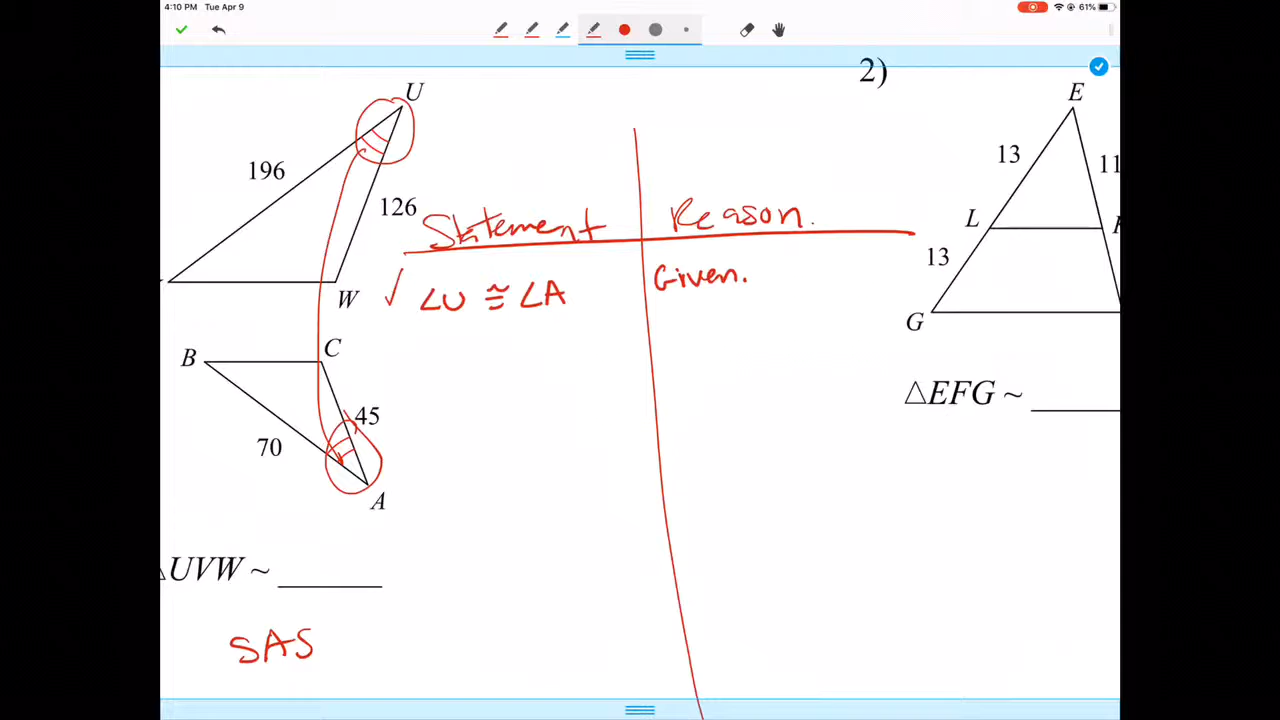 4:10 PM Tue Apr 9
61%
2)
U
196
126
W
B
C
45
70
A
UVW ~
SAS
Statement Reason.
√ ∠U ≅ ∠A Given.
E
13
11
L
13
G
△EFG ~